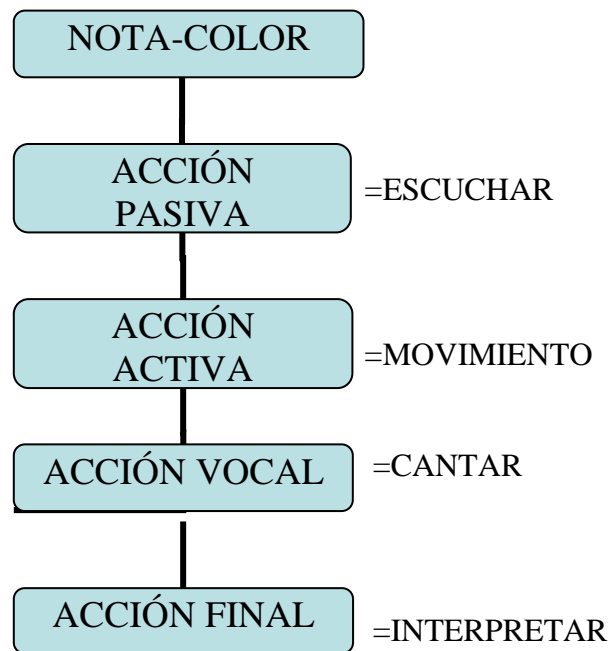 NOTA-COLOR
ACCIÓN
PASIVA
=ESCUCHAR
ACCIÓN
ACTIVA
=MOVIMIENTO
ACCIÓN VOCAL
=CANTAR
ACCIÓN FINAL
=INTERPRETAR